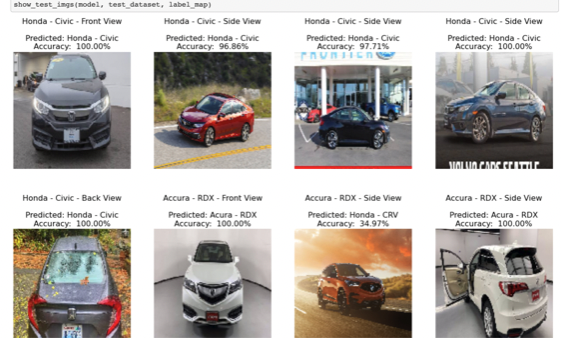 show_test_imgs(model, test_dataset, label_map)
Honda - Civic - Front View
Predicted: Honda - Civic
Accuracy: 100.00%
Honda - Civic - Side View
Predicted: Honda - Civic
Accuracy: 96.86%
Honda - Civic - Side View
Predicted: Honda - Civic
Accuracy: 97.71%
Honda - Civic - Side View
Predicted: Honda - Civic
Accuracy: 100.00%
FRONTIER
VOLVO CARS SEATTLE
Honda - Civic - Back View
Predicted: Honda - Civic
Accuracy: 100.00%
Accura - RDX - Front View
Predicted: Acura - RDX
Accuracy: 100.00%
Accura - RDX - Side View
Predicted: Honda - CRV
Accuracy: 34.97%
Accura - RDX - Side View
Predicted: Acura - RDX
Accuracy: 100.00%